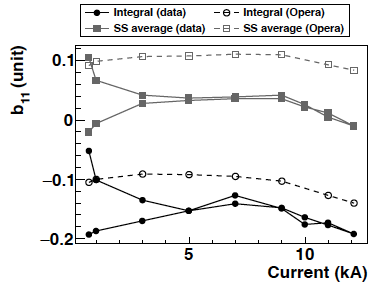 Integral (data) Integral (Opera)
SS average (data) SS average (Opera)
b11 (unit)
0.1
0
−0.1
−0.2
5 10
Current (kA)